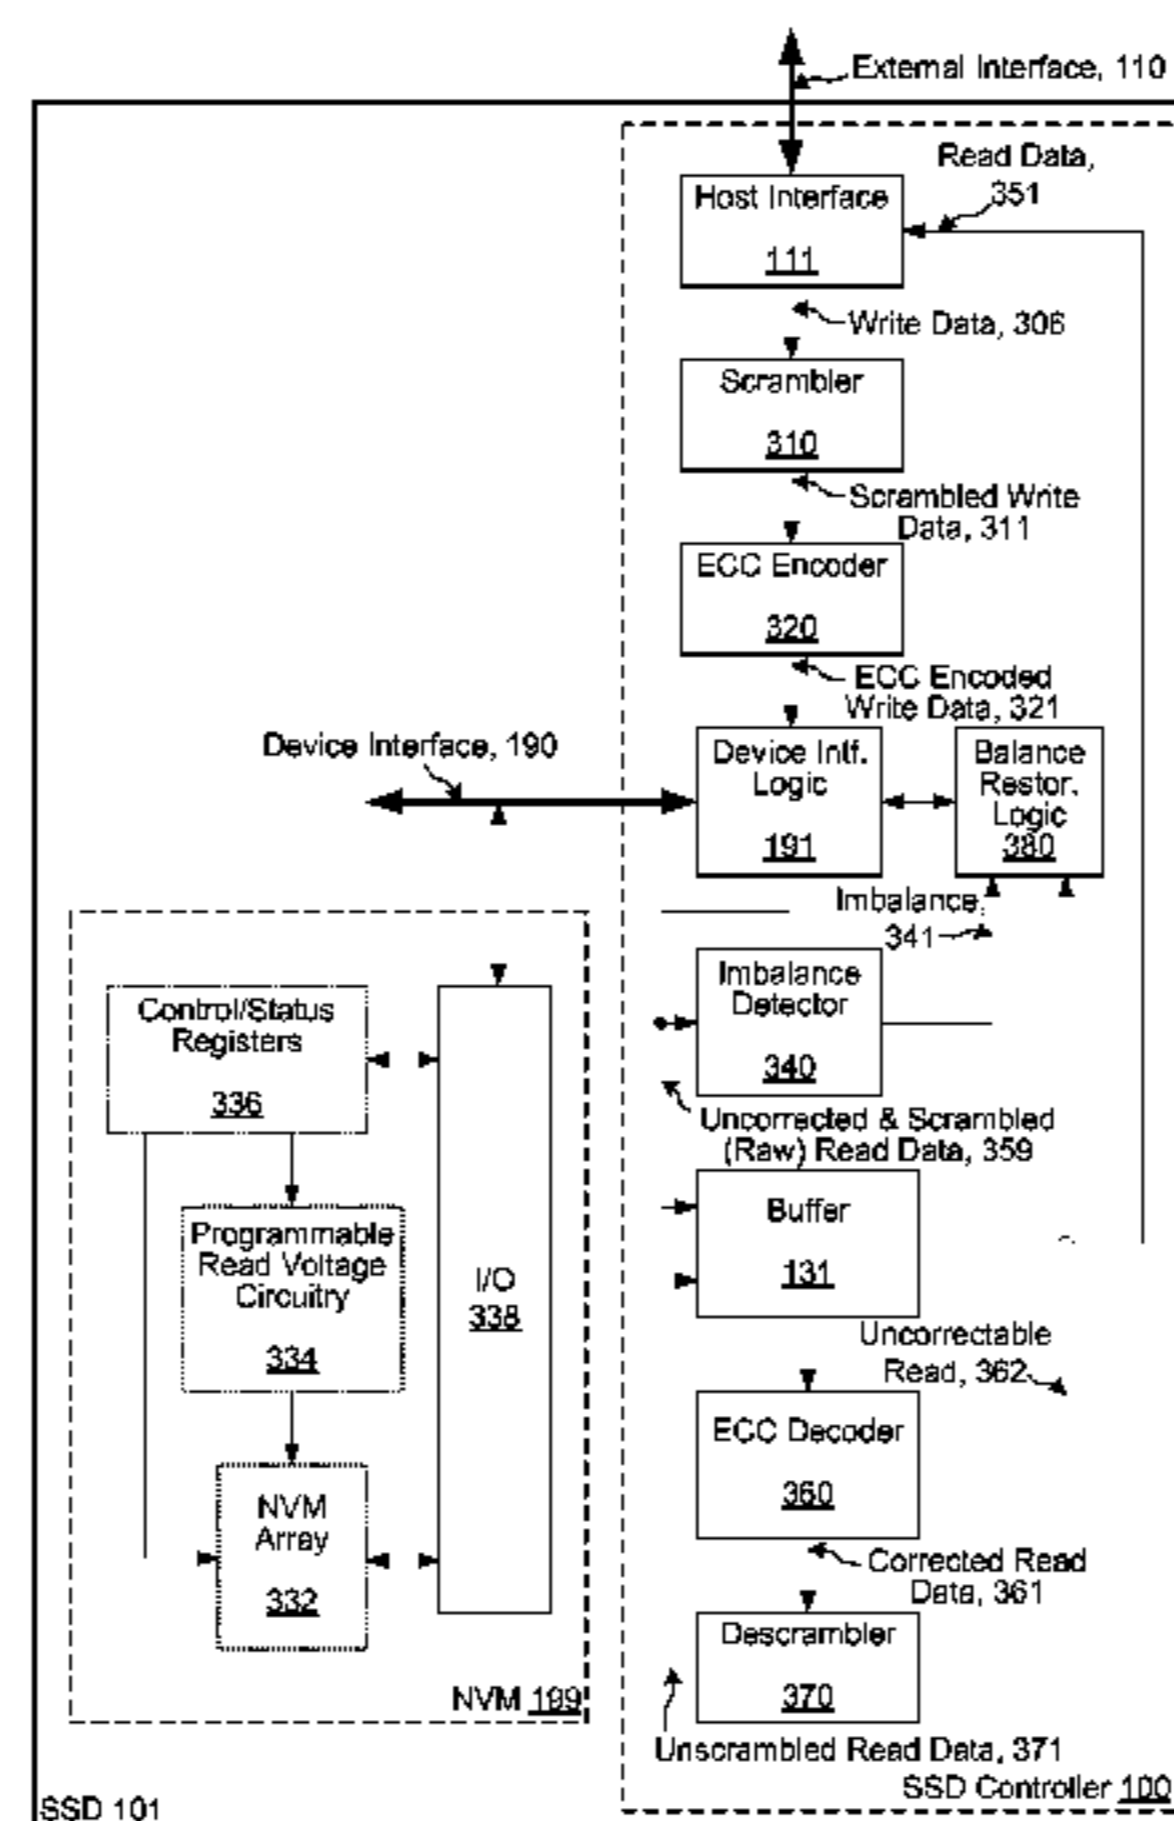 External Interface, 110
Read Data,
351
Host Interface
111
Write Data, 306
Scrambler
310
Scrambled Write
Data, 311
ECC Encoder
320
ECC Encoded
Write Data, 321
Device Interface, 190
Device Intf.
Logic
191
Balance
Restor.
Logic
380
Imbalance,
341
Imbalance
Detector
340
Control/Status
Registers
336
Uncorrected & Scrambled
(Raw) Read Data, 359
Buffer
131
Programmable
Read Voltage
Circuitry
334
I/O
338
Uncorrectable
Read, 362
ECC Decoder
360
NVM
Array
332
Corrected Read
Data, 361
Descrambler
370
NVM 199
Unscrambled Read Data, 371
SSD Controller 100
SSD 101